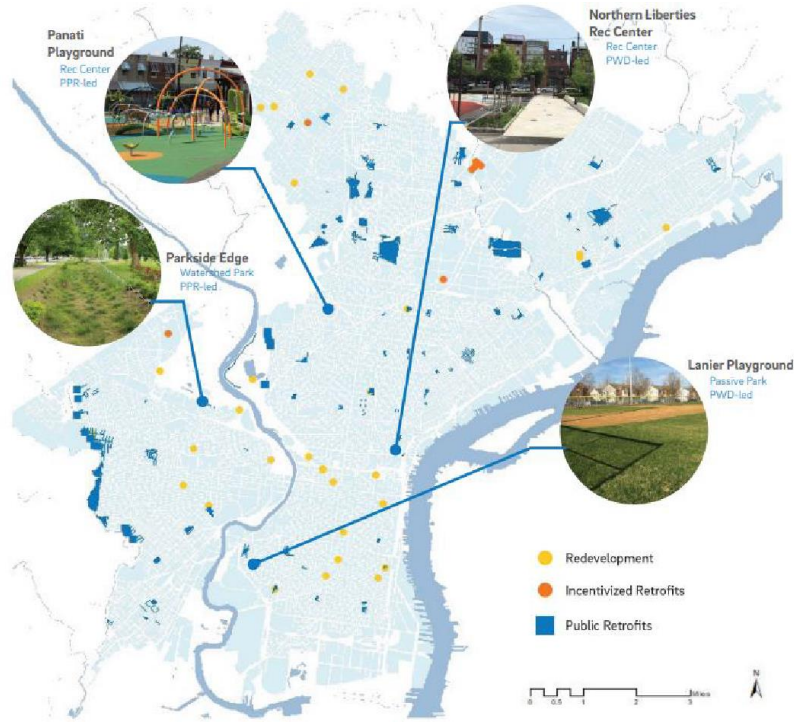 Panati
Playground
Rec Center
PPR-led
Northern Liberties
Rec Center
Rec Center
PWD-led
Parkside Edge
Watershed Park
PPR-led
Lanier Playground
Passive Park
PWD-led
Redevelopment
Incentivized Retrofits
Public Retrofits
N
0 0.5 1 2 3 Miles